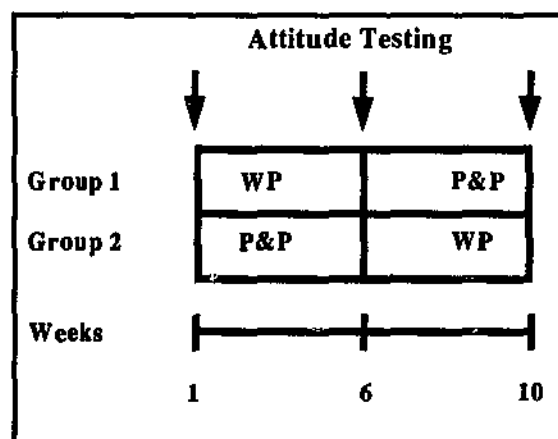 Attitude Testing
Group 1 WP P&P
Group 2 P&P WP
Weeks
1 6 10